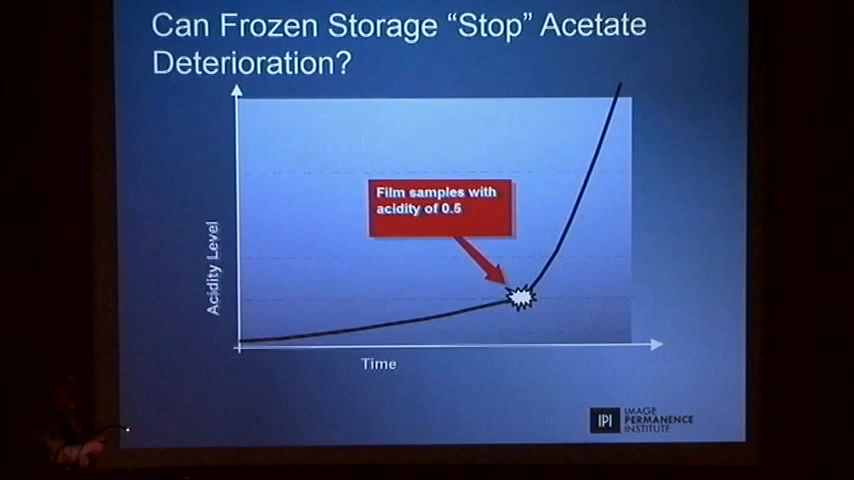 Can Frozen Storage “Stop” Acetate
Deterioration?
Film samples with
acidity of 0.5
Acidity Level
Time
IPI
IMAGE
PERMANENCE
INSTITUTE